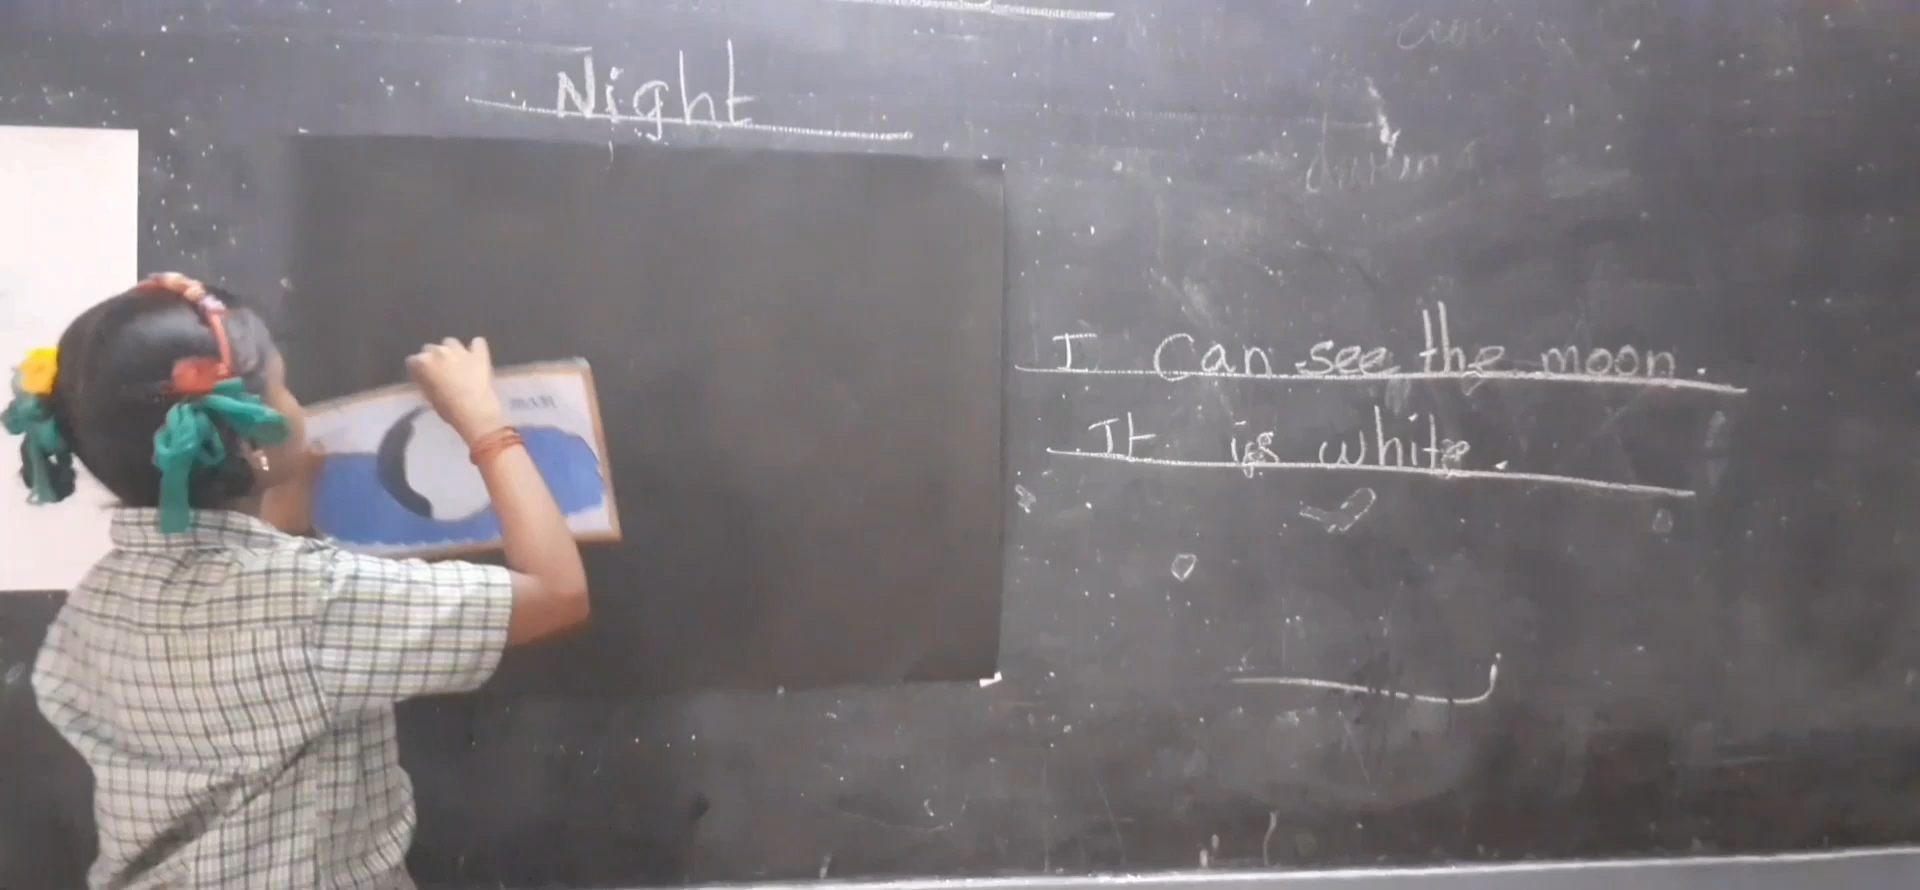 Night
I Can see the moon.
It is white.